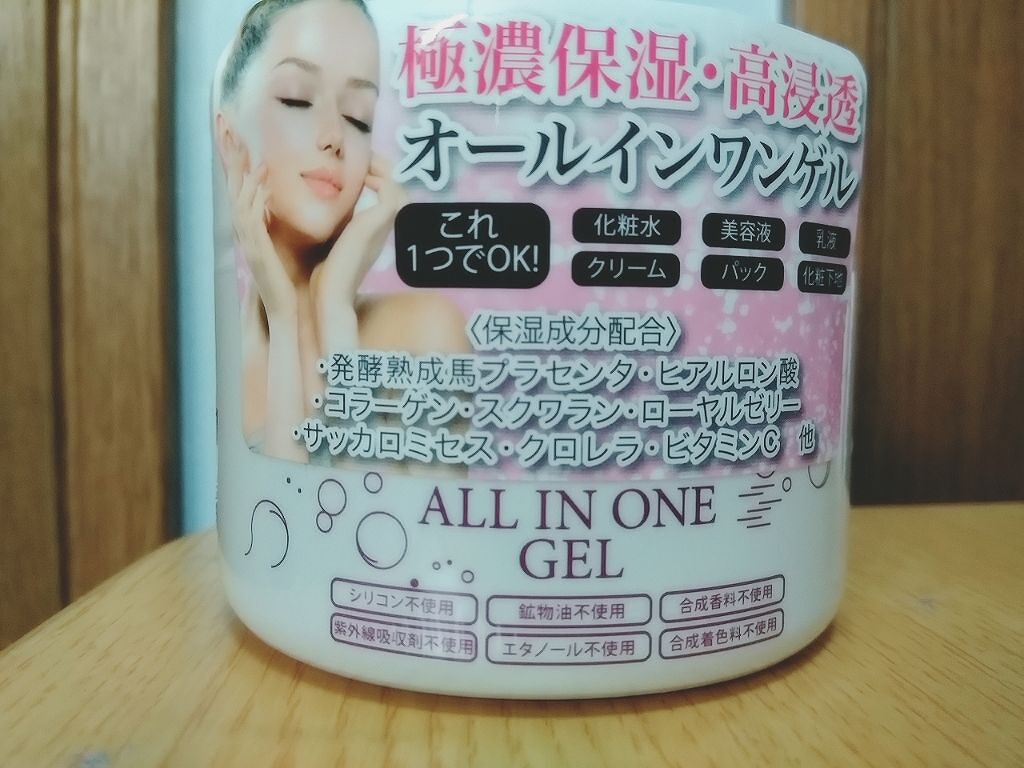 極濃保湿・高浸透
オールインワンゲル
これ
1つでOK!
化粧水 美容液 乳液
クリーム パック 化粧下地
〈保湿成分配合〉
・発酵熟成馬プラセンタ・ヒアルロン酸
・コラーゲン・スクワラン・ローヤルゼリー
・サッカロミセス・クロレラ・ビタミンC 他
ALL IN ONE
GEL
シリコン不使用 鉱物油不使用 合成香料不使用
紫外線吸収剤不使用 エタノール不使用 合成着色料不使用